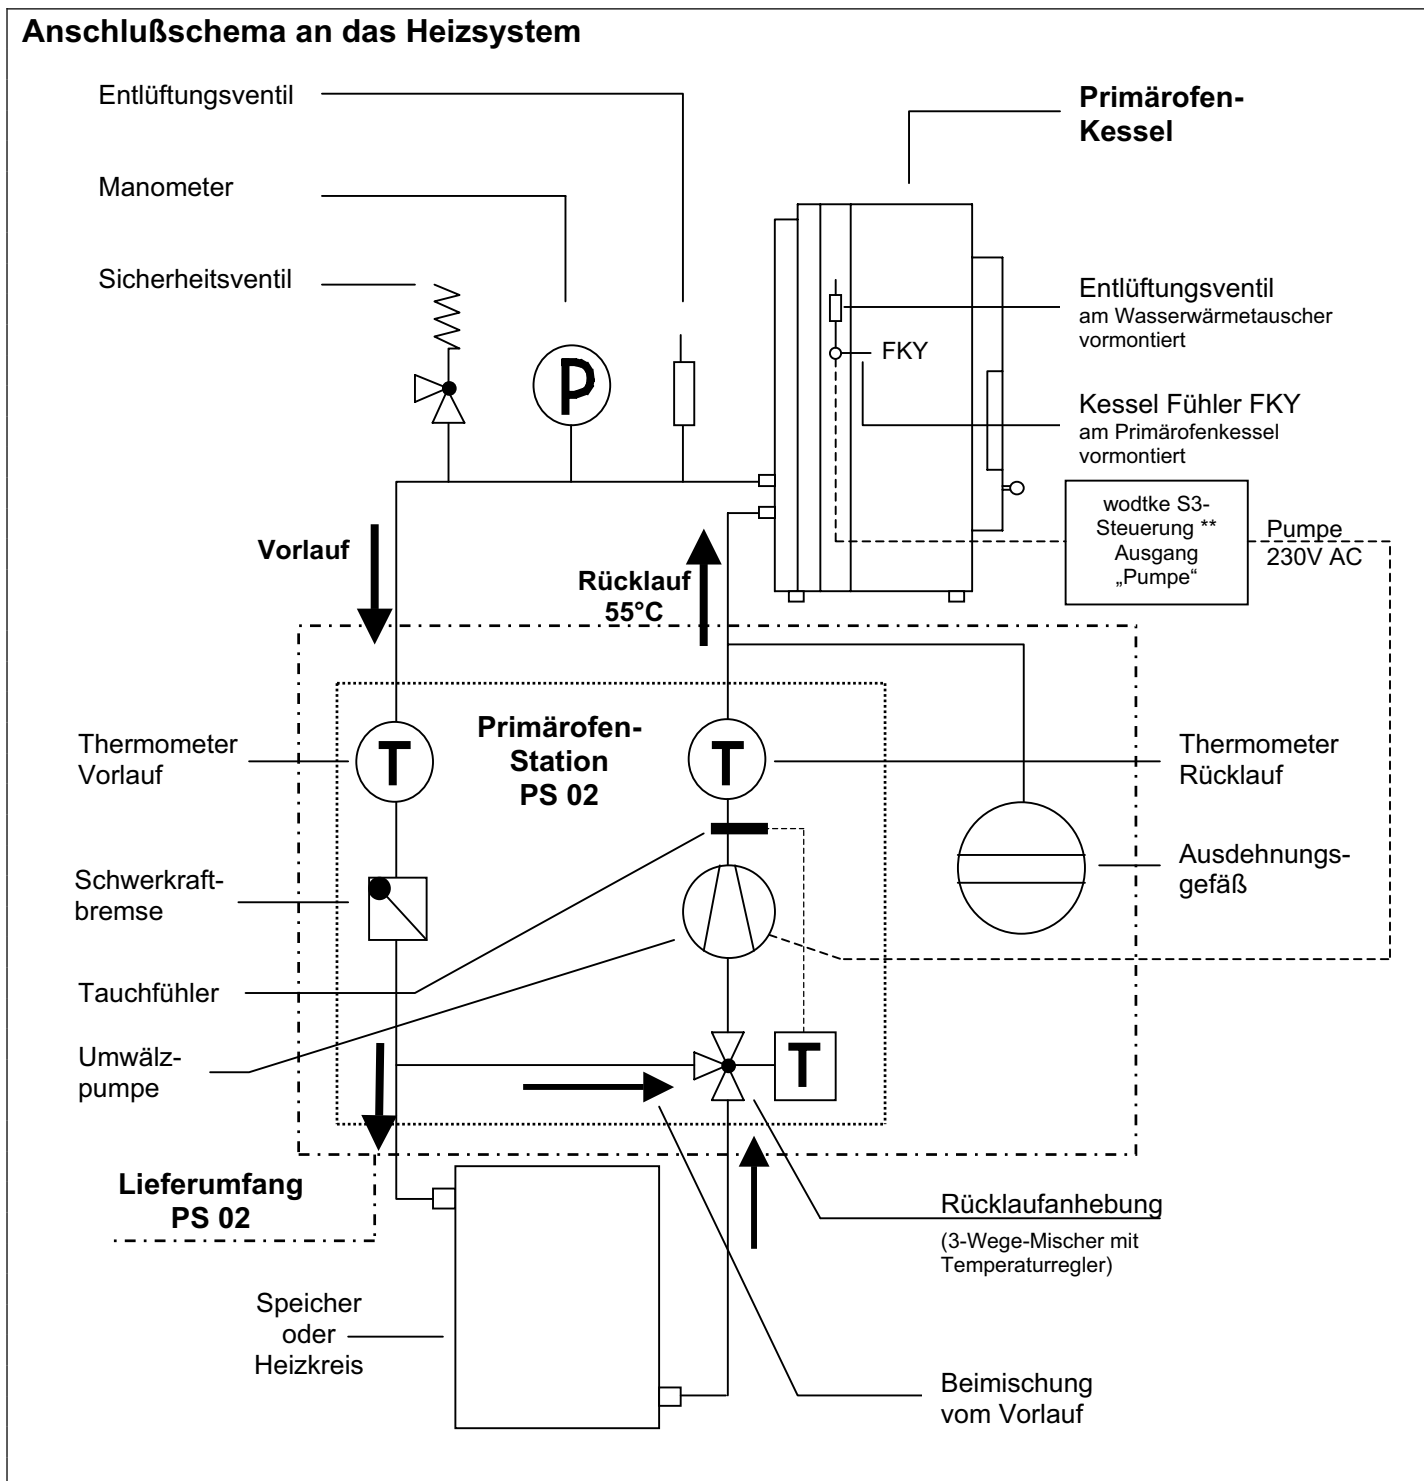 Anschlußschema an das Heizsystem
Entlüftungsventil
Manometer
Sicherheitsventil
Primärofen-
Kessel
P
Entlüftungsventil
am Wasserwärmetauscher
vormontiert
FKY
Kessel Fühler FKY
am Primärofenkessel
vormontiert
wodtke S3-
Steuerung **
Ausgang
„Pumpe“
Pumpe
230V AC
Vorlauf
Rücklauf
55°C
Thermometer
Vorlauf
T
Primärofen-
Station
PS 02
T
Thermometer
Rücklauf
Schwerkraft-
bremse
Ausdehnungs-
gefäß
Tauchfühler
Umwälz-
pumpe
T
Lieferumfang
PS 02
Rücklaufanhebung
(3-Wege-Mischer mit
Temperaturregler)
Speicher
oder
Heizkreis
Beimischung
vom Vorlauf